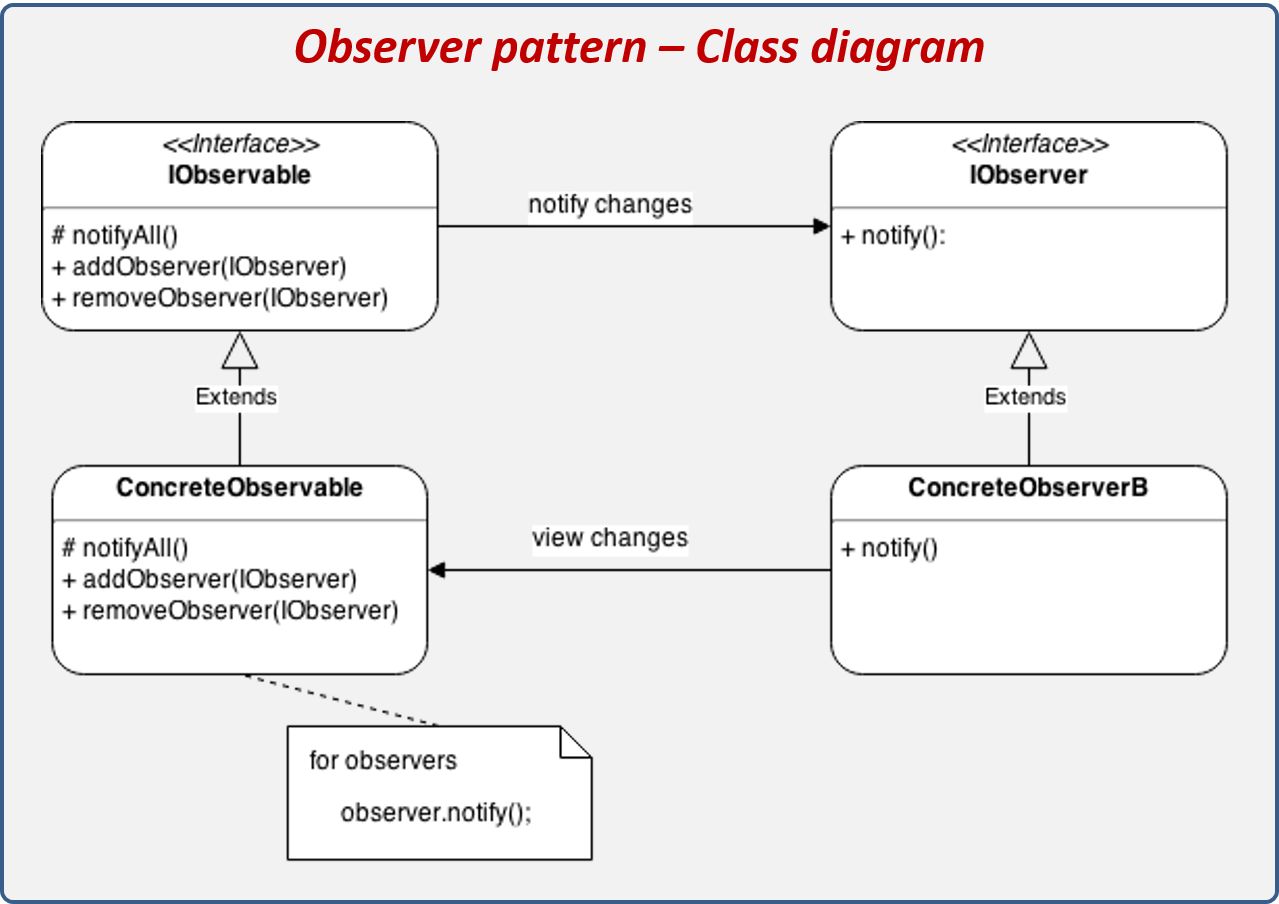 Observer pattern – Class diagram
<<Interface>>
IObservable
# notifyAll()
+ addObserver(IObserver)
+ removeObserver(IObserver)
notify changes
<<Interface>>
IObserver
+ notify():
Extends
Extends
ConcreteObservable
# notifyAll()
+ addObserver(IObserver)
+ removeObserver(IObserver)
view changes
ConcreteObserverB
+ notify()
for observers
observer.notify();